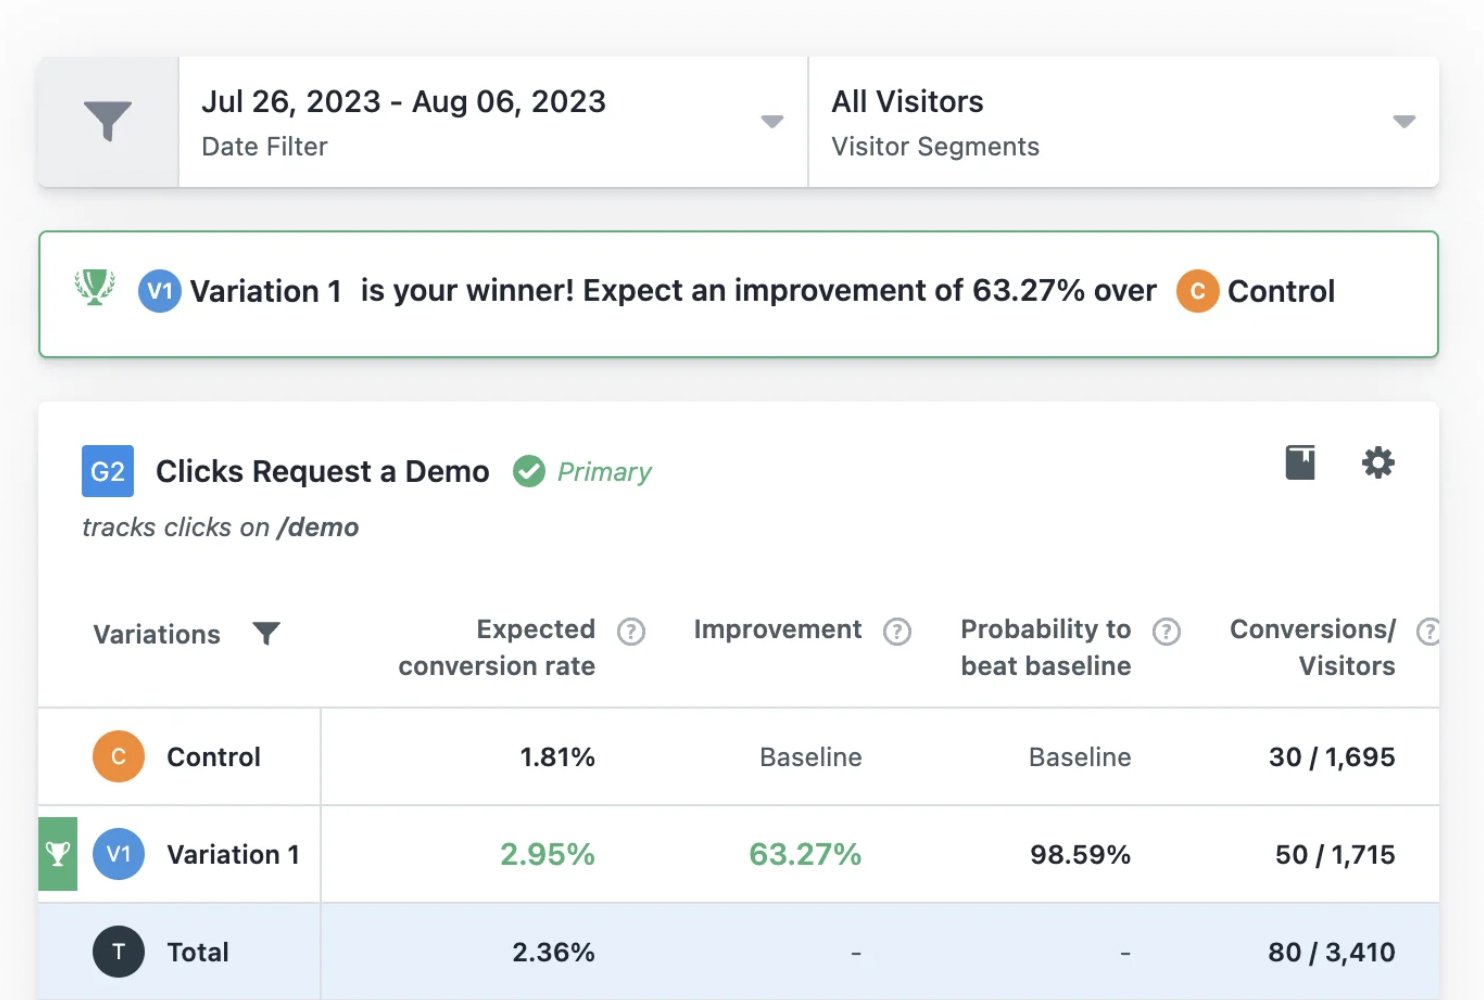 Jul 26, 2023 - Aug 06, 2023
Date Filter
All Visitors
Visitor Segments
V1 Variation 1 is your winner! Expect an improvement of 63.27% over C Control
G2 Clicks Request a Demo Primary
tracks clicks on /demo
Variations
Expected conversion rate ?
Improvement ?
Probability to beat baseline ?
Conversions/ Visitors ?
C Control 1.81% Baseline Baseline 30 / 1,695
V1 Variation 1 2.95% 63.27% 98.59% 50 / 1,715
T Total 2.36% - - 80 / 3,410